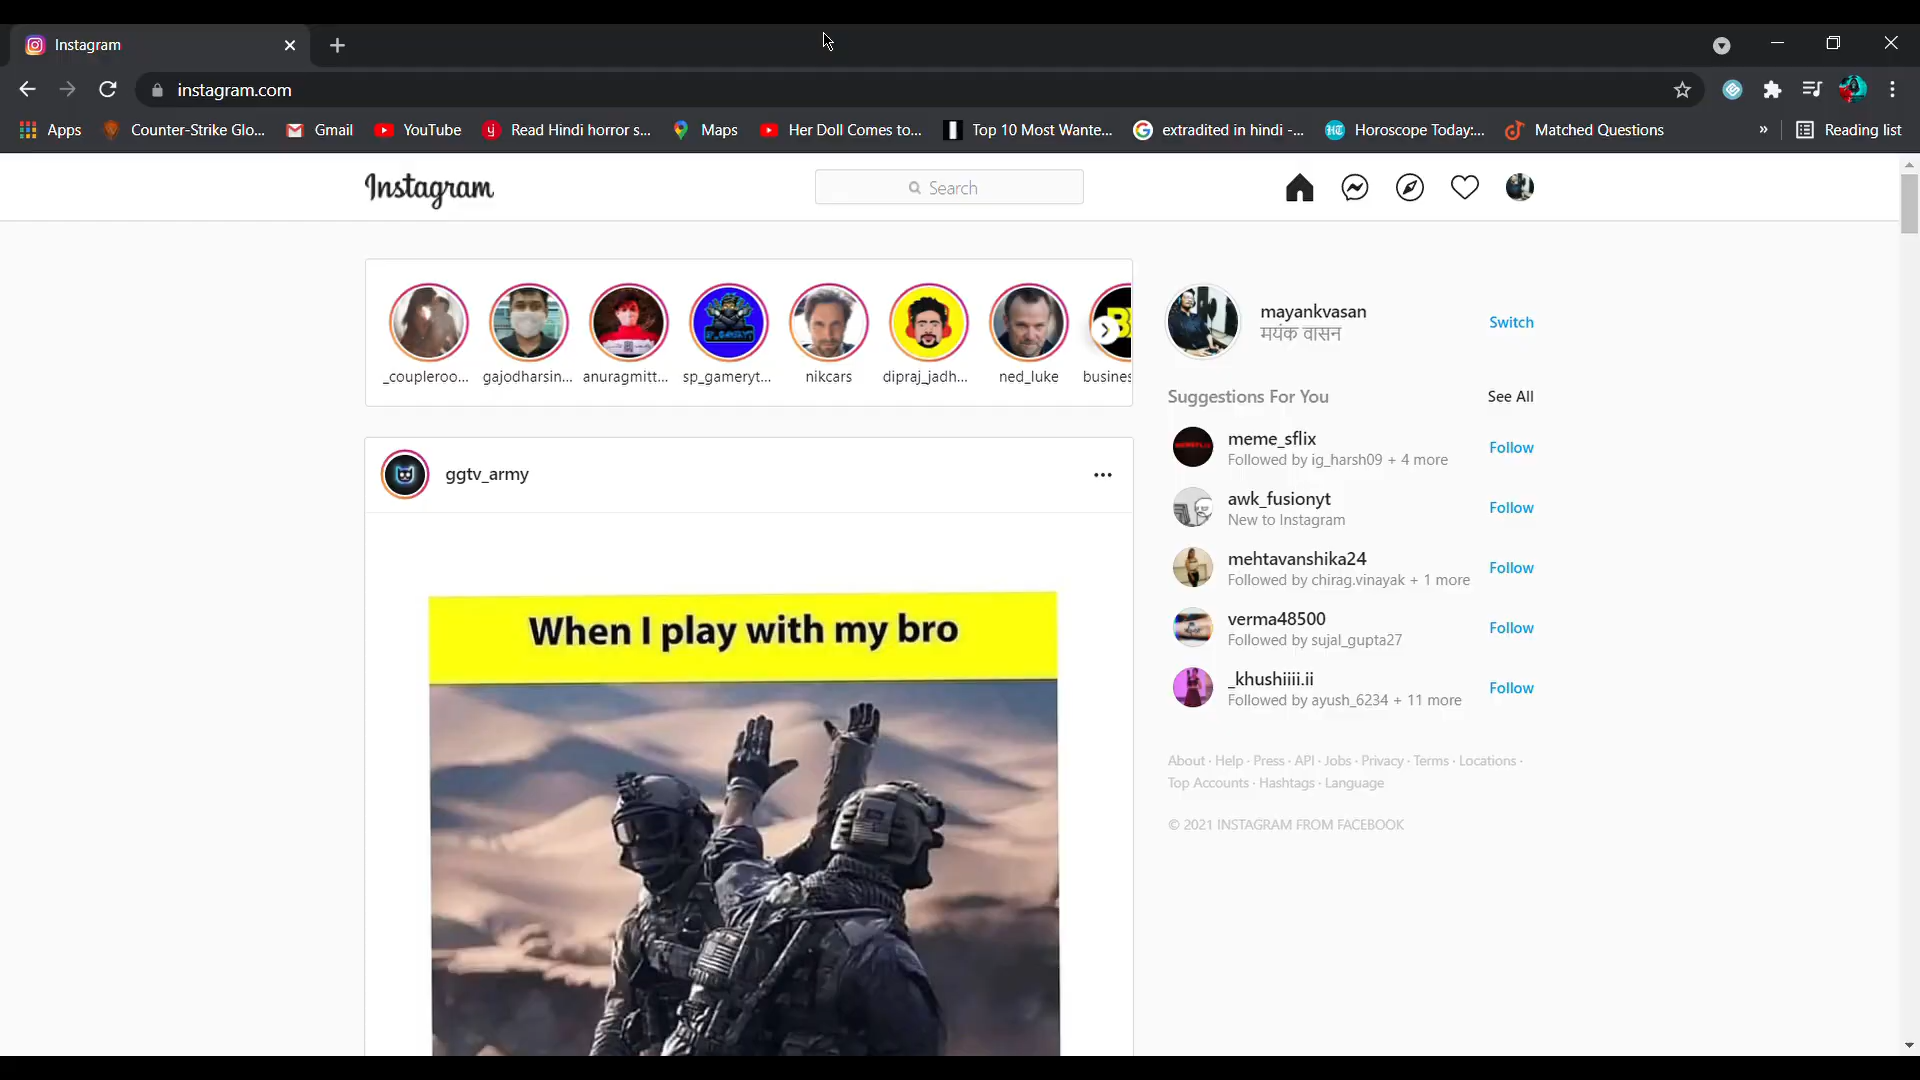 Instagram
instagram.com
Apps
Counter-Strike Glo...
Gmail
YouTube
Read Hindi horror s...
Maps
Her Doll Comes to...
Top 10 Most Wante...
extradited in hindi -...
Horoscope Today:...
Matched Questions
»
Reading list
Instagram
Search
_coupleroo...
gajodharsin...
anuragmitt...
sp_gameryt...
nikcars
dipraj_jadh...
ned_luke
busines
mayankvasan
मयंक वासन
Switch
Suggestions For You
See All
meme_sflix
Followed by ig_harsh09 + 4 more
Follow
awk_fusionyt
New to Instagram
Follow
mehtavanshika24
Followed by chirag.vinayak + 1 more
Follow
verma48500
Followed by sujal_gupta27
Follow
_khushiiii.ii
Followed by ayush_6234 + 11 more
Follow
About · Help · Press · API · Jobs · Privacy · Terms · Locations ·
Top Accounts · Hashtags · Language
© 2021 INSTAGRAM FROM FACEBOOK
ggtv_army
When I play with my bro